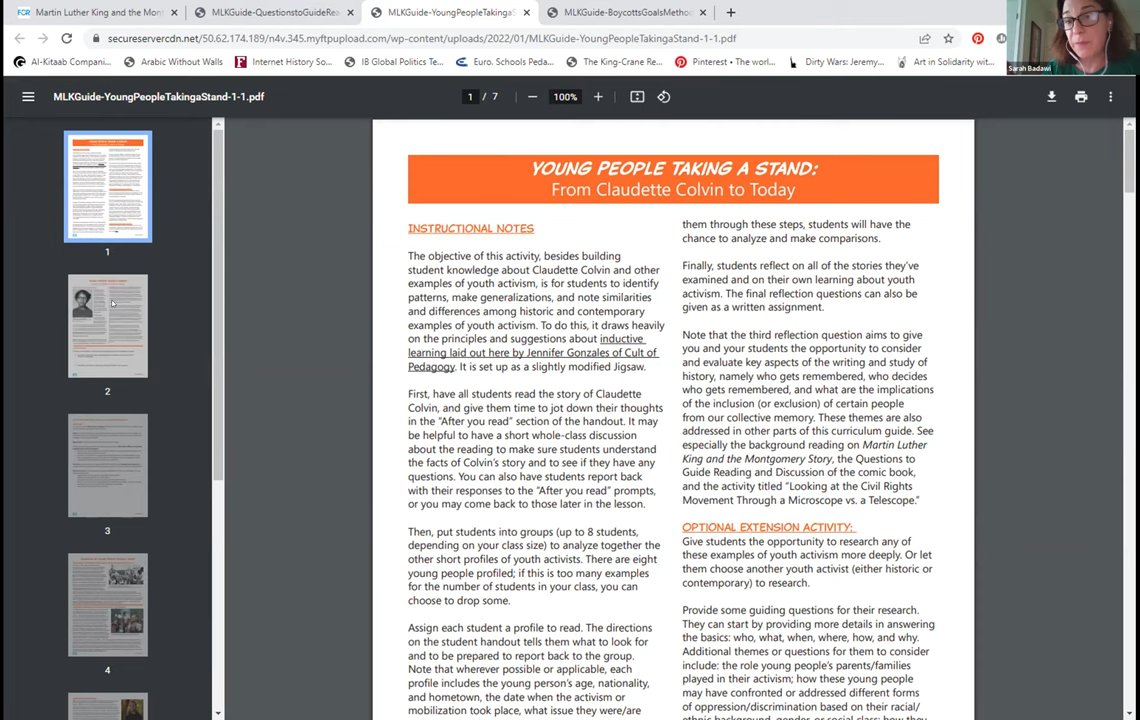 Martin Luther King and the Mon
MLKGuide-QuestionstoGuideRea
MLKGuide-YoungPeopleTakinga
MLKGuide-BoycottsGoalsMetho
secureservercdn.net/50.62.174.189/n4v.345.myftpupload.com/wp-content/uploads/2022/01/MLKGuide-YoungPeopleTakingaStand-1-1.pdf
Al-Kitaab Compani...
Arabic Without Walls
Internet History So...
IB Global Politics Te...
Euro. Schools Peda...
The King-Crane Re...
Pinterest • The worl...
Dirty Wars: Jeremy...
Art in Solidarity wit...
Sarah Badawi
MLKGuide-YoungPeopleTakingaStand-1-1.pdf
1 / 7
100%
1
2
3
4
YOUNG PEOPLE TAKING A STAND:
From Claudette Colvin to Today
INSTRUCTIONAL NOTES
The objective of this activity, besides building
student knowledge about Claudette Colvin and other
examples of youth activism, is for students to identify
patterns, make generalizations, and note similarities
and differences among historic and contemporary
examples of youth activism. To do this, it draws heavily
on the principles and suggestions about inductive
learning laid out here by Jennifer Gonzales of Cult of
Pedagogy. It is set up as a slightly modified Jigsaw.
First, have all students read the story of Claudette
Colvin, and give them time to jot down their thoughts
in the “After you read” section of the handout. It may
be helpful to have a short whole-class discussion
about the reading to make sure students understand
the facts of Colvin’s story and to see if they have any
questions. You can also have students report back
with their responses to the “After you read” prompts,
or you may come back to those later in the lesson.
Then, put students into groups (up to 8 students,
depending on your class size) to analyze together the
other short profiles of youth activists. There are eight
young people profiled; if this is too many examples
for the number of students in your class, you can
choose to drop some.
Assign each student a profile to read. The directions
on the student handout tells them what to look for
and to be prepared to report back to the group.
Note that wherever possible or applicable, each
profile includes the young person’s age, nationality,
and hometown, the date when the activism or
mobilization took place, what issue they were/are
them through these steps, students will have the
chance to analyze and make comparisons.
Finally, students reflect on all of the stories they’ve
examined and on their own learning about youth
activism. The final reflection questions can also be
given as a written assignment.
Note that the third reflection question aims to give
you and your students the opportunity to consider
and evaluate key aspects of the writing and study of
history, namely who gets remembered, who decides
who gets remembered, and what are the implications
of the inclusion (or exclusion) of certain people
from our collective memory. These themes are also
addressed in other parts of this curriculum guide. See
especially the background reading on Martin Luther
King and the Montgomery Story, the Questions to
Guide Reading and Discussion of the comic book,
and the activity titled “Looking at the Civil Rights
Movement Through a Microscope vs. a Telescope.”
OPTIONAL EXTENSION ACTIVITY:
Give students the opportunity to research any of
these examples of youth activism more deeply. Or let
them choose another youth activist (either historic or
contemporary) to research.
Provide some guiding questions for their research.
They can start by providing more details in answering
the basics: who, what, when, where, how, and why.
Additional themes or questions for them to consider
include: the role young people’s parents/families
played in their activism; how these young people
may have confronted or addressed different forms
of oppression/discrimination based on their racial/
ethnic background, gender, or social class; how they